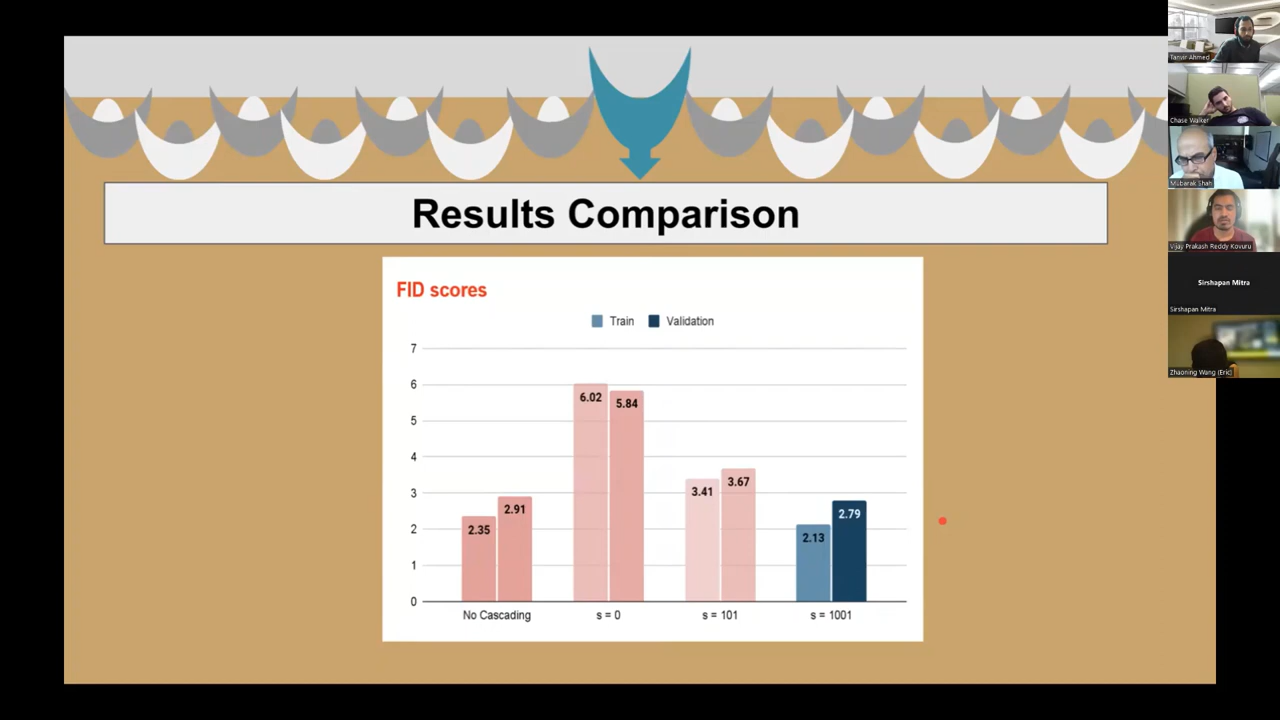 Results Comparison
FID scores
Train Validation
7
6
5
4
3
2
1
0
6.02
5.84
3.41
3.67
2.35
2.91
2.13
2.79
No Cascading s = 0 s = 101 s = 1001
Tanvir Ahmed
Chase Walker
Mubarak Shah
Vijay Prakash Reddy Kovuru
Sirshapan Mitra
Sirshapan Mitra
Zhaoning Wang (Eric)